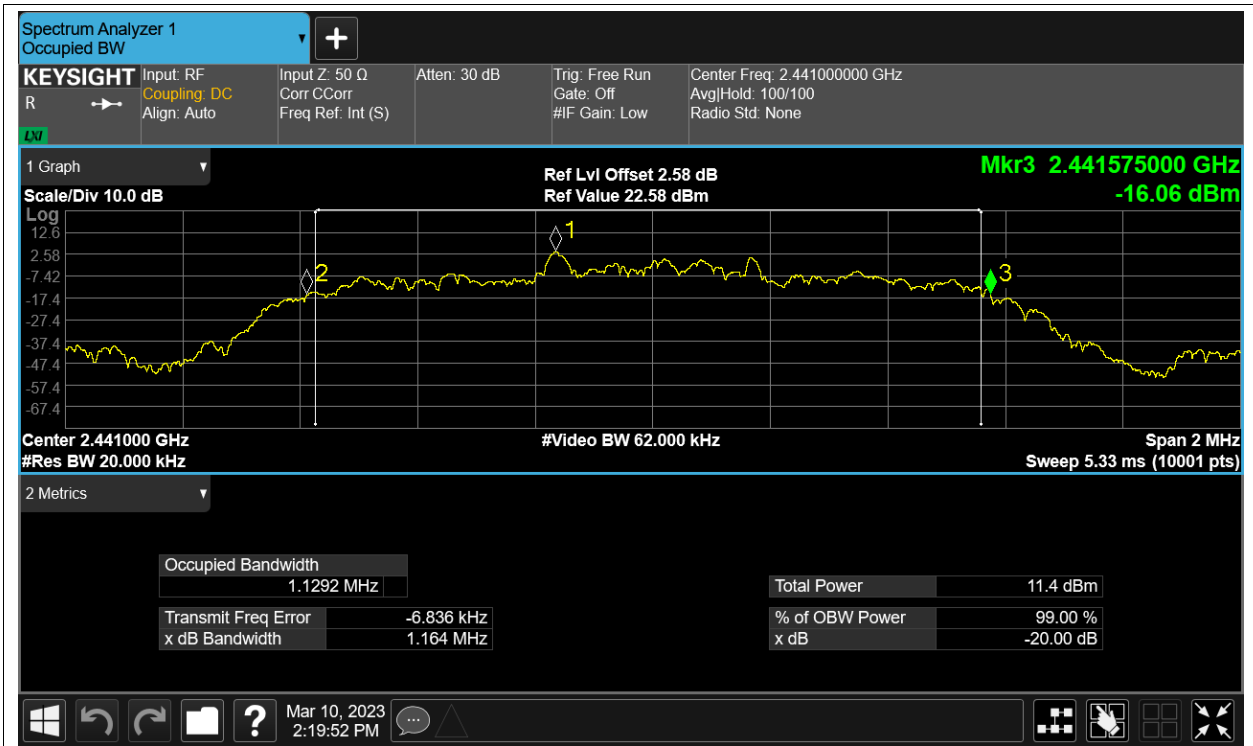 Spectrum Analyzer 1
Occupied BW
KEYSIGHT
R
LXI
Input: RF
Coupling: DC
Align: Auto
Input Z: 50 Ω
Corr CCorr
Freq Ref: Int (S)
Atten: 30 dB
Trig: Free Run
Gate: Off
#IF Gain: Low
Center Freq: 2.441000000 GHz
Avg|Hold: 100/100
Radio Std: None
1 Graph
Scale/Div 10.0 dB
Ref Lvl Offset 2.58 dB
Ref Value 22.58 dBm
Mkr3 2.441575000 GHz
-16.06 dBm
Log
12.6
2.58
-7.42
-17.4
-27.4
-37.4
-47.4
-57.4
-67.4
1
2
3
Center 2.441000 GHz
#Res BW 20.000 kHz
#Video BW 62.000 kHz
Span 2 MHz
Sweep 5.33 ms (10001 pts)
2 Metrics
Occupied Bandwidth
1.1292 MHz
Transmit Freq Error -6.836 kHz
x dB Bandwidth 1.164 MHz
Total Power 11.4 dBm
% of OBW Power 99.00 %
x dB -20.00 dB
?
Mar 10, 2023
2:19:52 PM